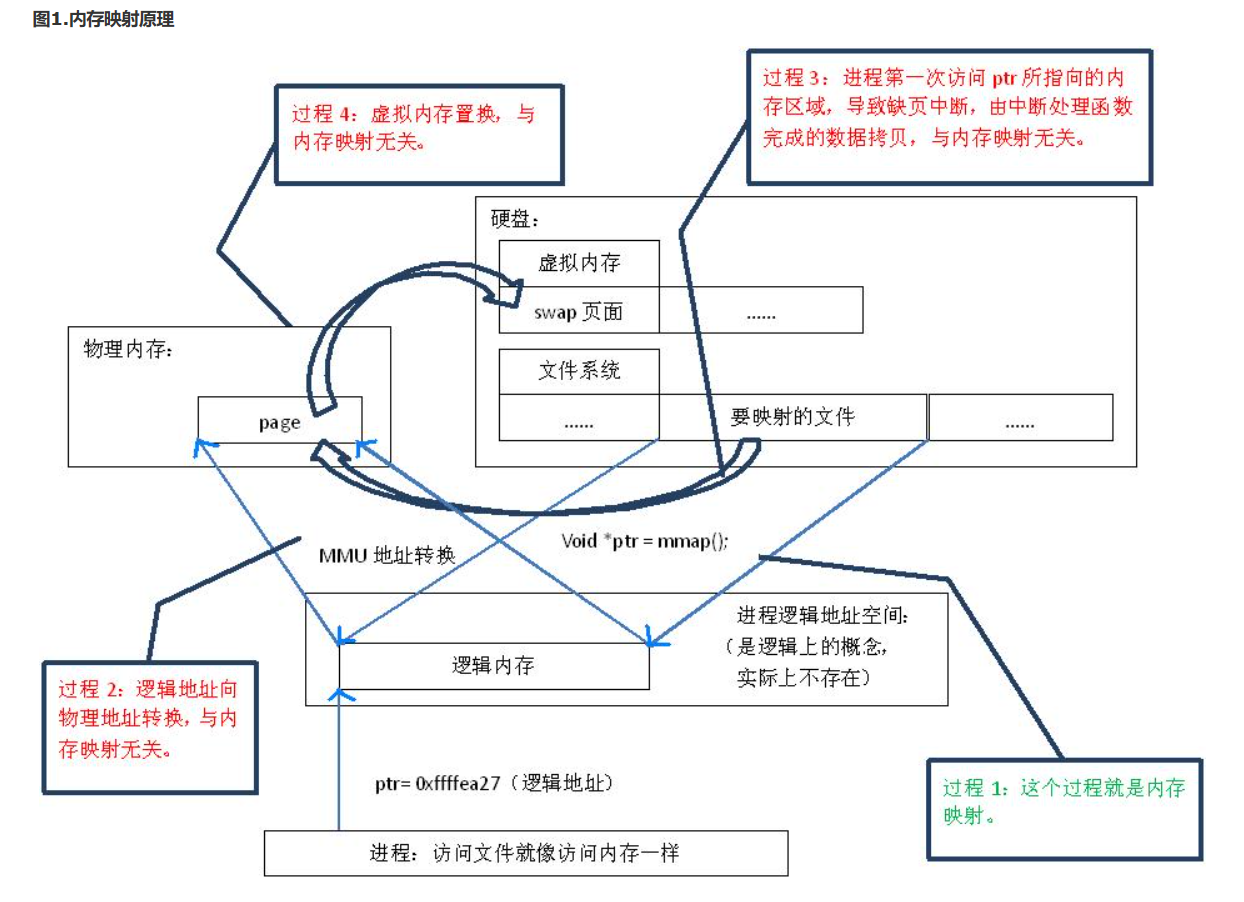 图1.内存映射原理
过程 3：进程第一次访问 ptr 所指向的内
存区域，导致缺页中断，由中断处理函数
完成的数据拷贝，与内存映射无关。
过程 4：虚拟内存置换，与
内存映射无关。
硬盘：
虚拟内存
swap 页面
......
物理内存：
文件系统
page
......
要映射的文件
......
MMU 地址转换
Void *ptr = mmap();
进程逻辑地址空间：
（是逻辑上的概念，
实际上不存在）
逻辑内存
过程 2：逻辑地址向
物理地址转换，与内
存映射无关。
ptr= 0xffffea27（逻辑地址）
过程 1：这个过程就是内存
映射。
进程：访问文件就像访问内存一样